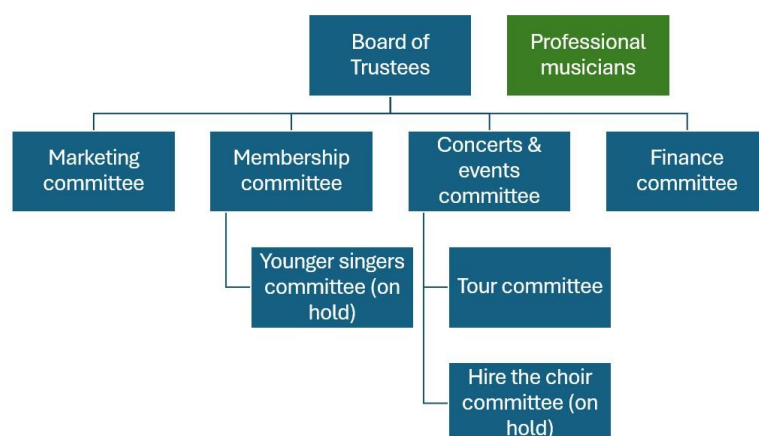 Board of
Trustees
Professional
musicians
Marketing
committee
Membership
committee
Concerts &
events
committee
Finance
committee
Younger singers
committee (on
hold)
Tour committee
Hire the choir
committee (on
hold)